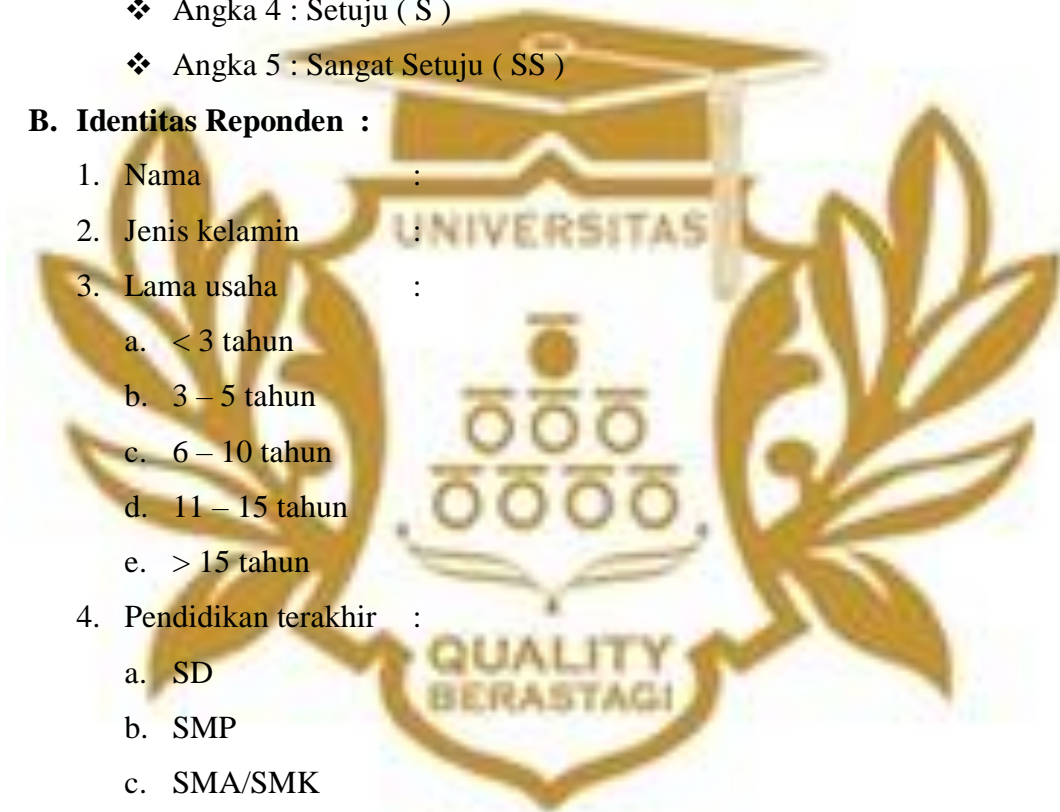 ❖ Angka 4 : Setuju ( S )
❖ Angka 5 : Sangat Setuju ( SS )
B. Identitas Reponden :
1. Nama :
2. Jenis kelamin :
3. Lama usaha :
a. < 3 tahun
b. 3 – 5 tahun
c. 6 – 10 tahun
d. 11 – 15 tahun
e. > 15 tahun
4. Pendidikan terakhir :
a. SD
b. SMP
c. SMA/SMK
UNIVERSITAS
QUALITY
BERASTAGI